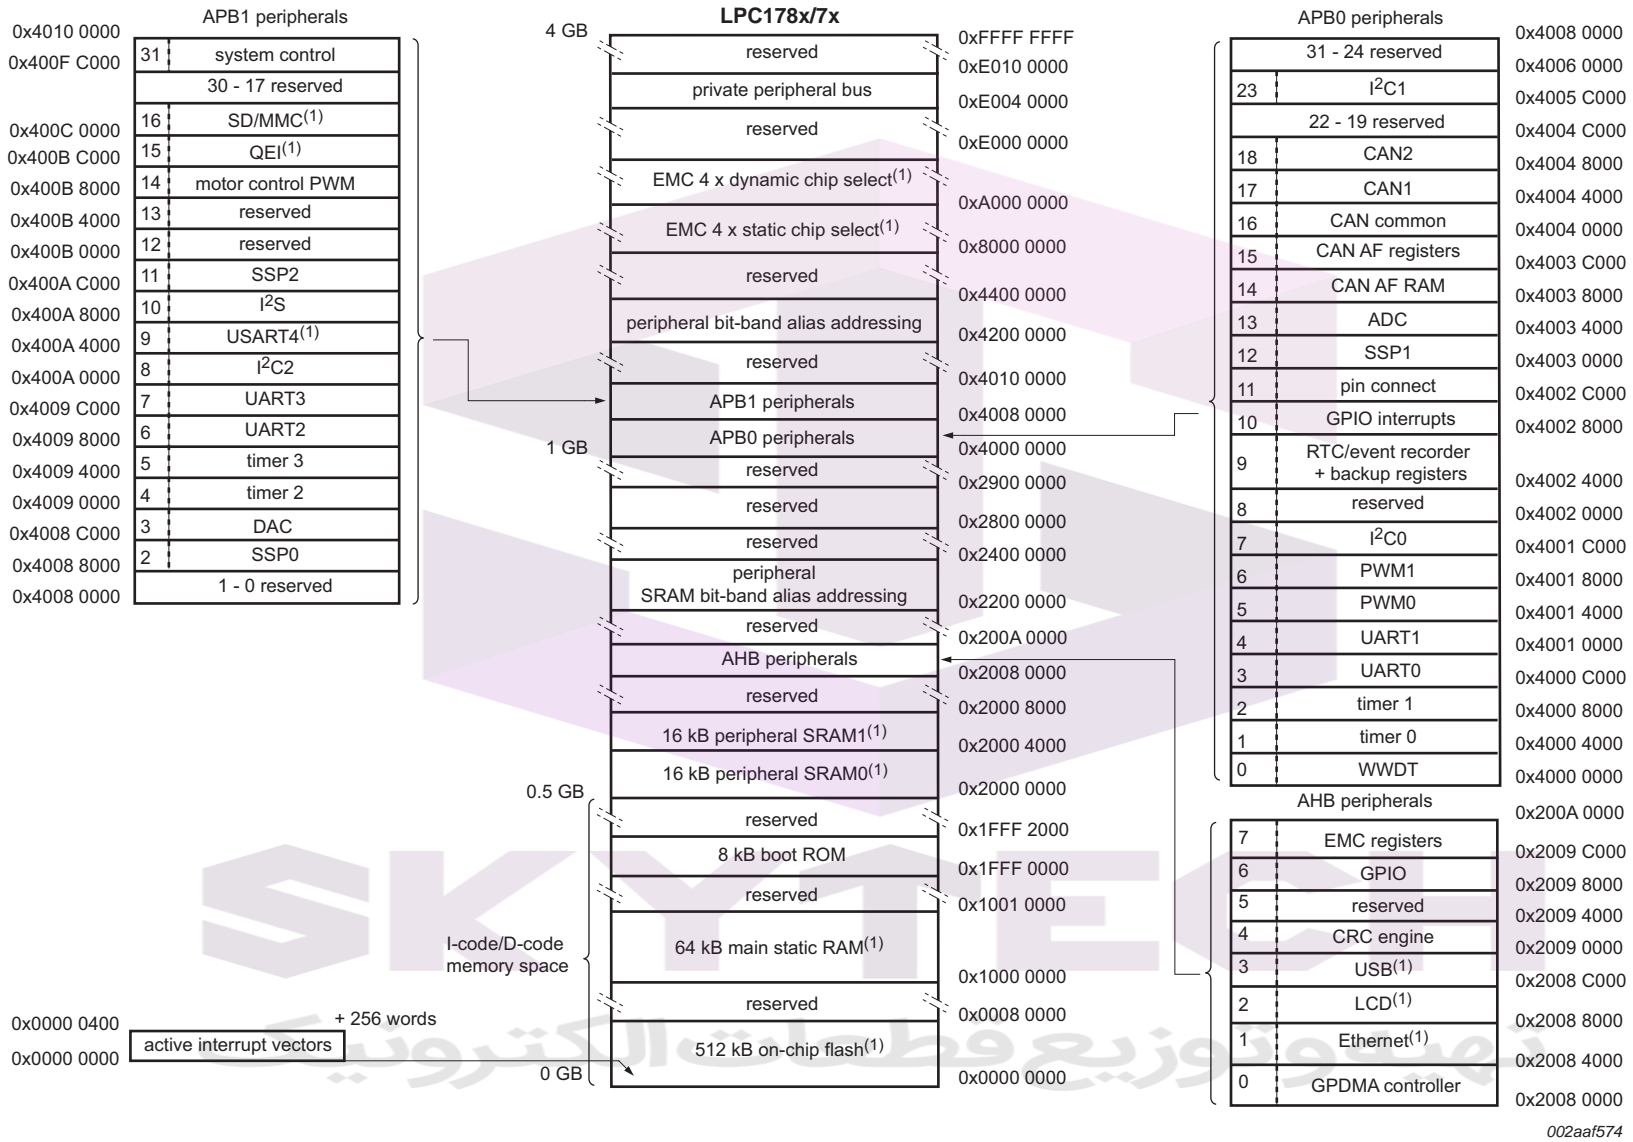 LPC178x/7x
APB1 peripherals
0x4010 0000
31 system control
0x400F C000
30 - 17 reserved
16 SD/MMC(1)
0x400C 0000
15 QEI(1)
0x400B C000
14 motor control PWM
0x400B 8000
13 reserved
0x400B 4000
12 reserved
0x400B 0000
11 SSP2
0x400A C000
10 I2S
0x400A 8000
9 USART4(1)
0x400A 4000
8 I2C2
0x400A 0000
7 UART3
0x4009 C000
6 UART2
0x4009 8000
5 timer 3
0x4009 4000
4 timer 2
0x4009 0000
3 DAC
0x4008 C000
2 SSP0
0x4008 8000
1 - 0 reserved
0x4008 0000
4 GB
0xFFFF FFFF
reserved
0xE010 0000
private peripheral bus
0xE004 0000
reserved
0xE000 0000
EMC 4 x dynamic chip select(1)
0xA000 0000
EMC 4 x static chip select(1)
0x8000 0000
reserved
0x4400 0000
peripheral bit-band alias addressing
0x4200 0000
reserved
0x4010 0000
APB1 peripherals
0x4008 0000
APB0 peripherals
1 GB
0x4000 0000
reserved
0x2900 0000
reserved
0x2800 0000
reserved
0x2400 0000
peripheral
SRAM bit-band alias addressing
0x2200 0000
reserved
0x200A 0000
AHB peripherals
0x2008 0000
reserved
0x2000 8000
16 kB peripheral SRAM1(1)
0x2000 4000
16 kB peripheral SRAM0(1)
0.5 GB
0x2000 0000
reserved
0x1FFF 2000
8 kB boot ROM
0x1FFF 0000
reserved
0x1001 0000
I-code/D-code
memory space
64 kB main static RAM(1)
0x1000 0000
reserved
0x0008 0000
512 kB on-chip flash(1)
0 GB
0x0000 0000
+ 256 words
0x0000 0400
active interrupt vectors
0x0000 0000
APB0 peripherals
0x4008 0000
31 - 24 reserved
0x4006 0000
23 I2C1
0x4005 C000
22 - 19 reserved
0x4004 C000
18 CAN2
0x4004 8000
17 CAN1
0x4004 4000
16 CAN common
0x4004 0000
15 CAN AF registers
0x4003 C000
14 CAN AF RAM
0x4003 8000
13 ADC
0x4003 4000
12 SSP1
0x4003 0000
11 pin connect
0x4002 C000
10 GPIO interrupts
0x4002 8000
9 RTC/event recorder
+ backup registers
0x4002 4000
8 reserved
0x4002 0000
7 I2C0
0x4001 C000
6 PWM1
0x4001 8000
5 PWM0
0x4001 4000
4 UART1
0x4001 0000
3 UART0
0x4000 C000
2 timer 1
0x4000 8000
1 timer 0
0x4000 4000
0 WWDT
0x4000 0000
AHB peripherals
0x200A 0000
7 EMC registers
0x2009 C000
6 GPIO
0x2009 8000
5 reserved
0x2009 4000
4 CRC engine
0x2009 0000
3 USB(1)
0x2008 C000
2 LCD(1)
0x2008 8000
1 Ethernet(1)
0x2008 4000
0 GPDMA controller
0x2008 0000
002aaf574
SKYTECH
تهیه و توزیع قطعات الکترونیک